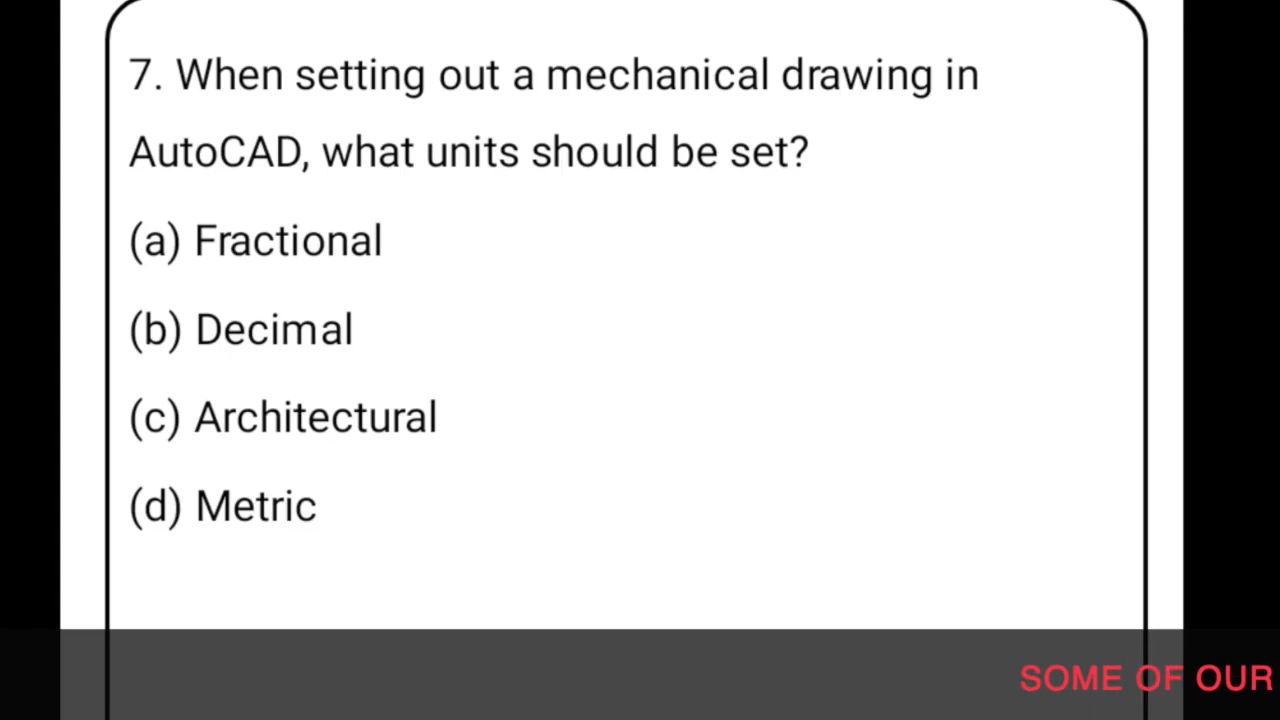 7. When setting out a mechanical drawing in
AutoCAD, what units should be set?
(a) Fractional
(b) Decimal
(c) Architectural
(d) Metric
SOME OF OUR